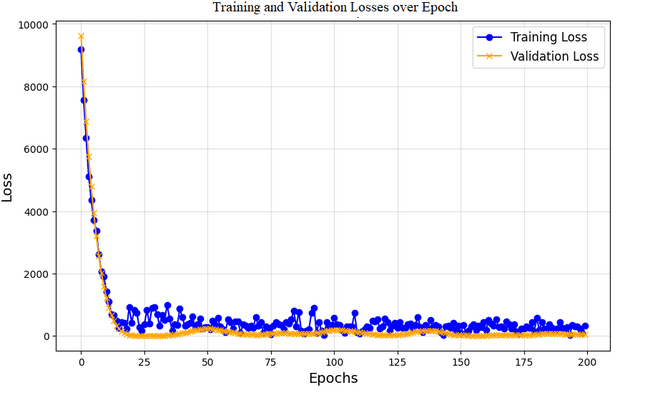 Training and Validation Losses over Epoch
Training Loss
Validation Loss
10000
8000
6000
4000
2000
0
Loss
0 25 50 75 100 125 150 175 200
Epochs